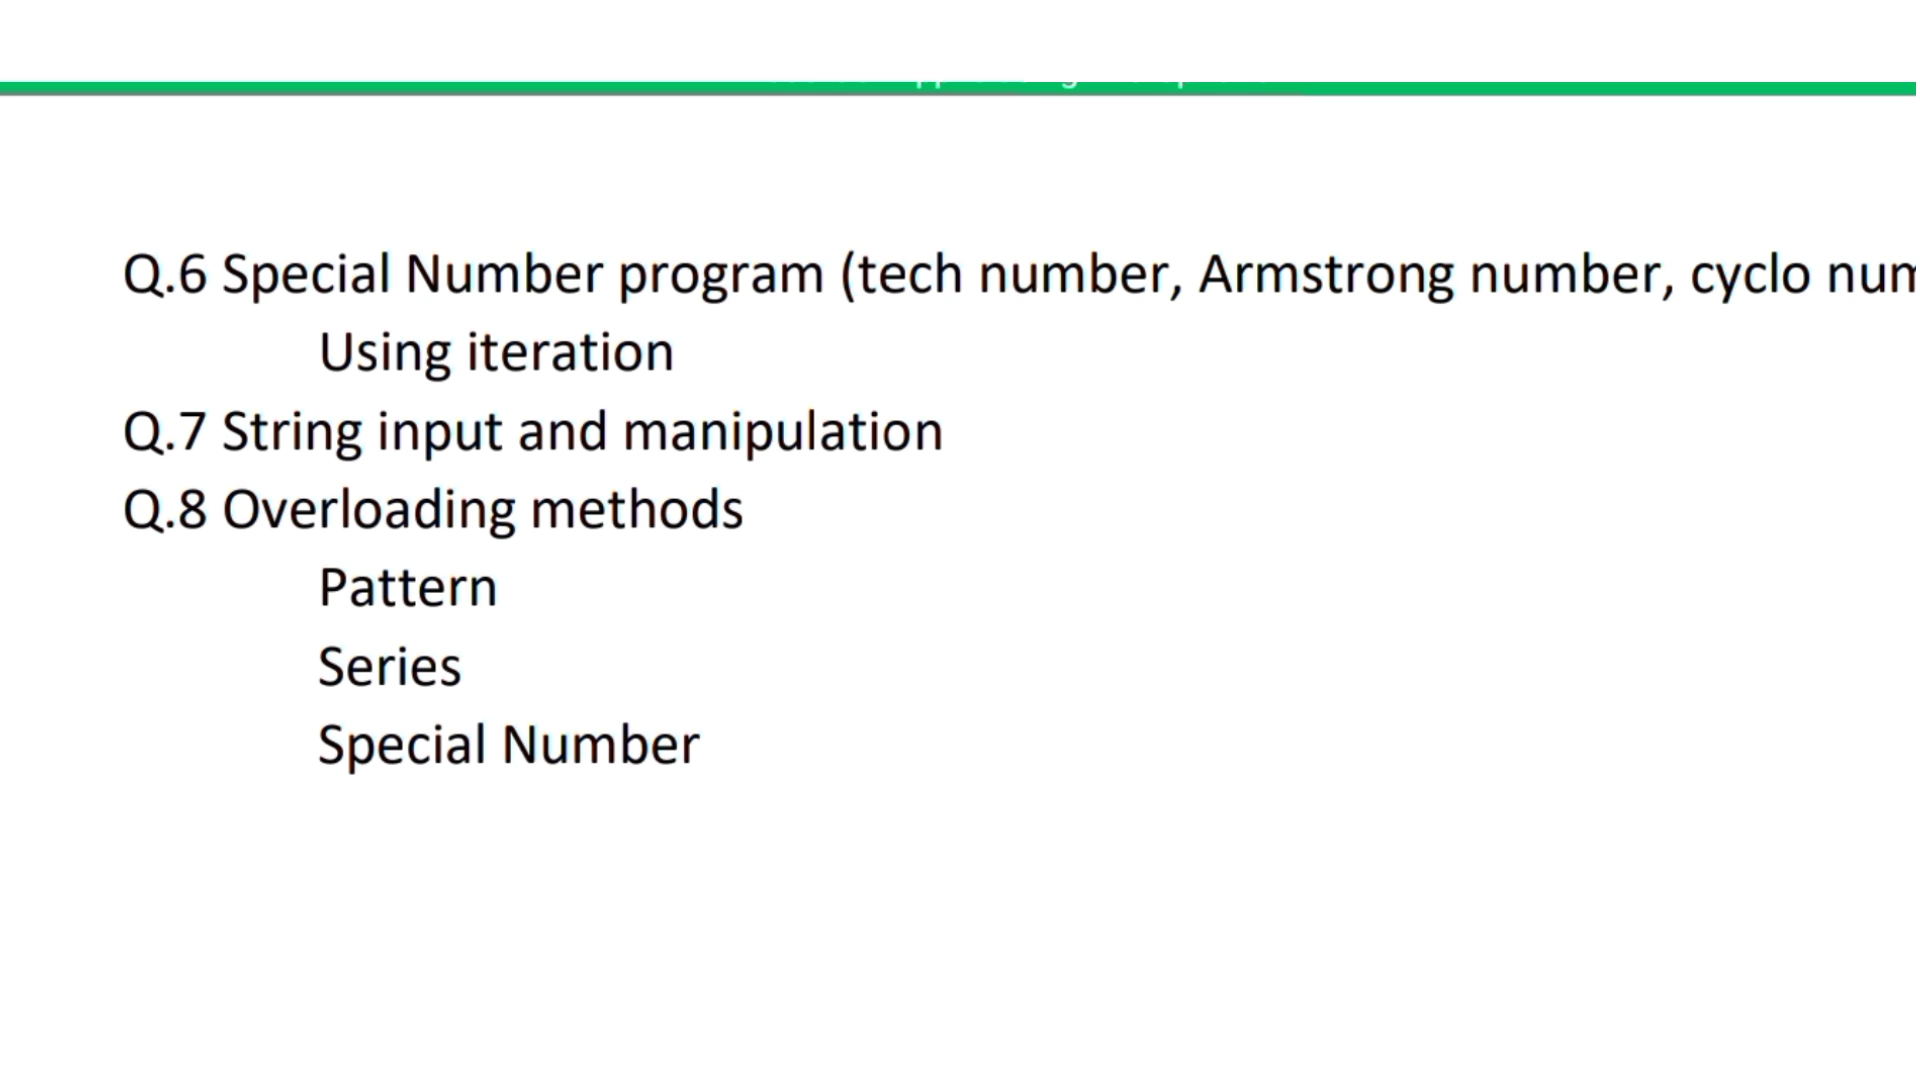 Q.6 Special Number program (tech number, Armstrong number, cyclo num
Using iteration
Q.7 String input and manipulation
Q.8 Overloading methods
Pattern
Series
Special Number